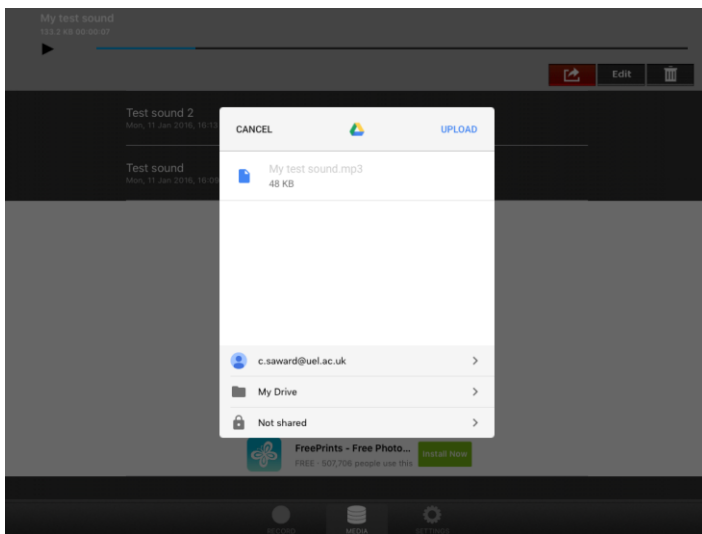 My test sound
133.2 KB 00:00:07
Edit
Test sound 2
Mon, 11 Jan 2016, 16:13
Test sound
Mon, 11 Jan 2016, 16:09
CANCEL
UPLOAD
My test sound.mp3
48 KB
c.saward@uel.ac.uk
My Drive
Not shared
FreePrints - Free Photo...
FREE - 507,706 people use this
Install Now
RECORD
MEDIA
SETTINGS